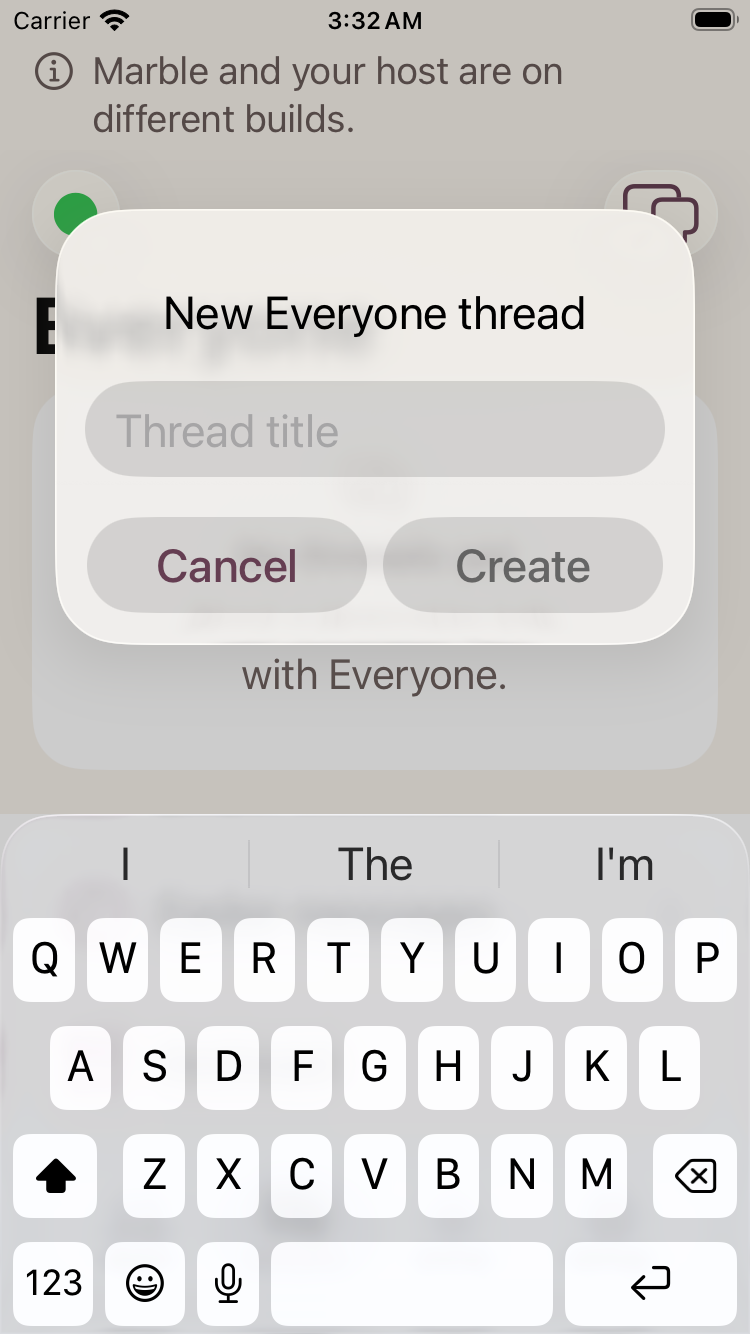 Carrier 3:32 AM
Marble and your host are on
different builds.
New Everyone thread
Thread title
Cancel Create
with Everyone.
I The I'm
Q W E R T Y U I O P
A S D F G H J K L
Z X C V B N M
123